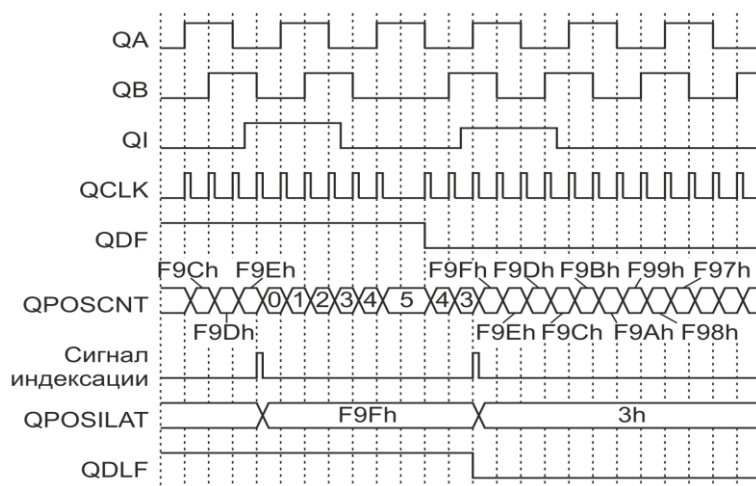 QA
QB
QI
QCLK
QDF
F9Ch F9Eh F9Fh F9Dh F9Bh F99h F97h
QPOSCNT 0 1 2 3 4 5 4 3
F9Dh F9Eh F9Ch F9Ah F98h
Сигнал
индексации
QPOSILAT F9Fh 3h
QDLF